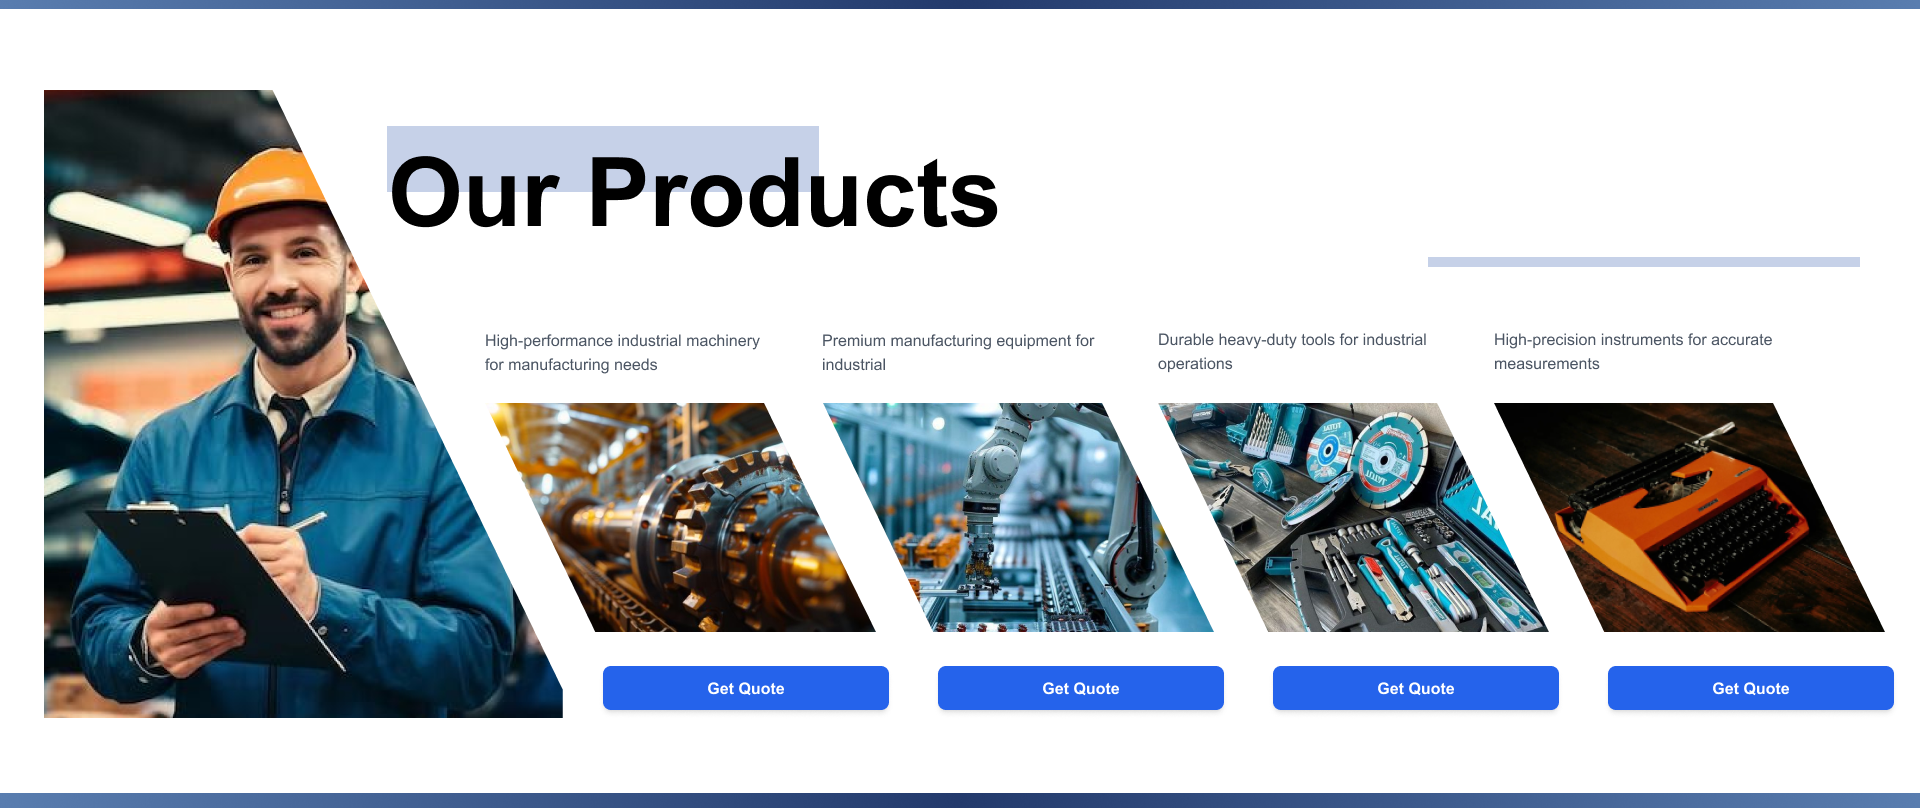 Our Products
High-performance industrial machinery
for manufacturing needs
Premium manufacturing equipment for
industrial
Durable heavy-duty tools for industrial
operations
High-precision instruments for accurate
measurements
Get Quote
Get Quote
Get Quote
Get Quote